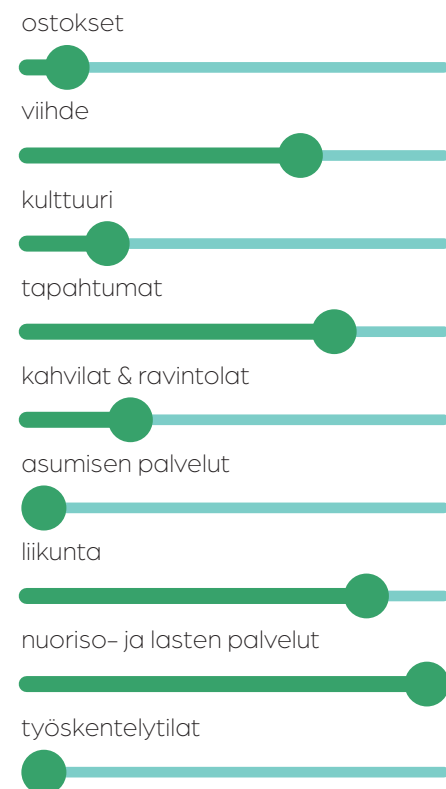 ostokset
viihde
kulttuuri
tapahtumat
kahvilat & ravintolat
asumisen palvelut
liikunta
nuoriso- ja lasten palvelut
työskentelytilat